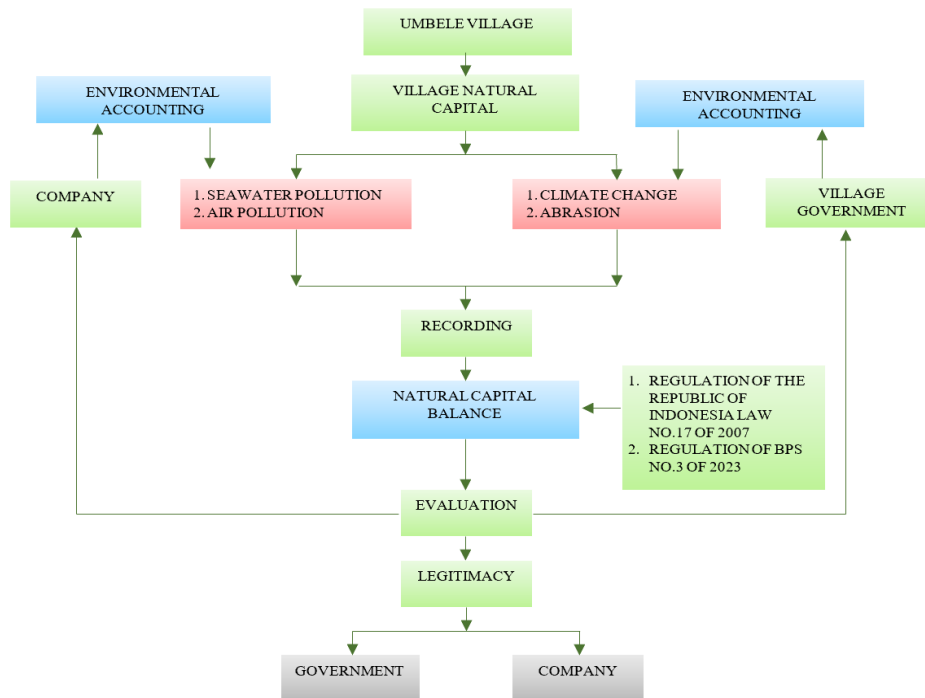 UMBELE VILLAGE
ENVIRONMENTAL
ACCOUNTING
VILLAGE NATURAL
CAPITAL
ENVIRONMENTAL
ACCOUNTING
COMPANY
1. SEAWATER POLLUTION
2. AIR POLLUTION
1. CLIMATE CHANGE
2. ABRASION
VILLAGE
GOVERNMENT
RECORDING
NATURAL CAPITAL
BALANCE
1. REGULATION OF THE
REPUBLIC OF
INDONESIA LAW
NO.17 OF 2007
2. REGULATION OF BPS
NO.3 OF 2023
EVALUATION
LEGITIMACY
GOVERNMENT
COMPANY